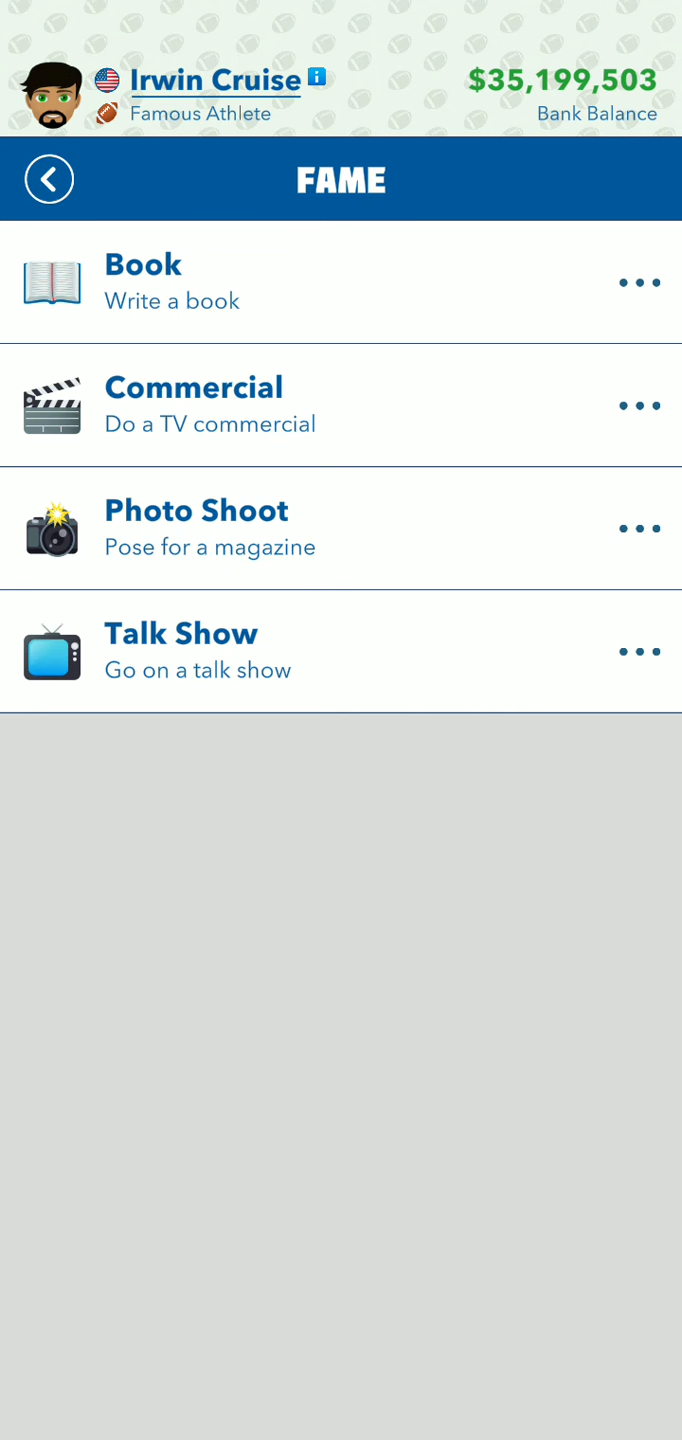 Irwin Cruise
$35,199,503
Famous Athlete
Bank Balance
FAME
Book
Write a book
Commercial
Do a TV commercial
Photo Shoot
Pose for a magazine
Talk Show
Go on a talk show